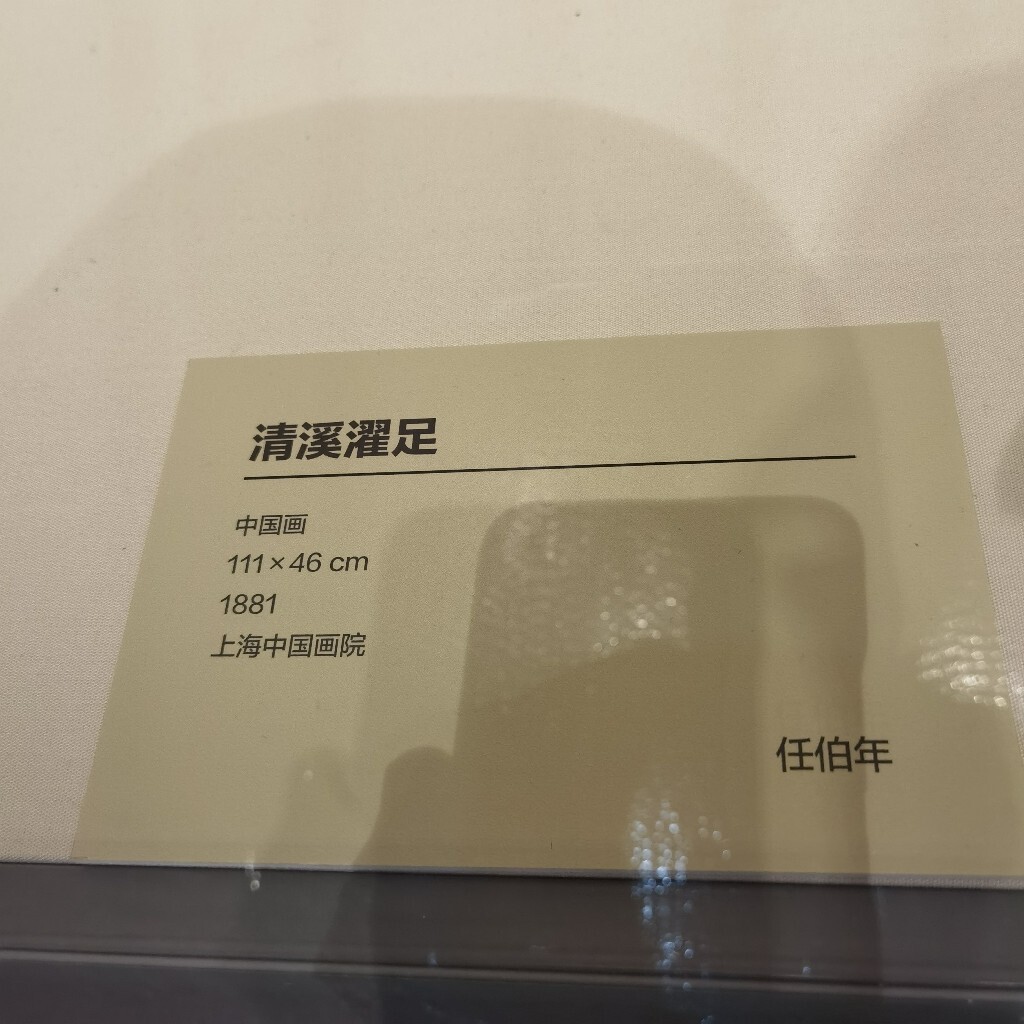 清溪濯足
中国画
111×46 cm
1881
上海中国画院
任伯年